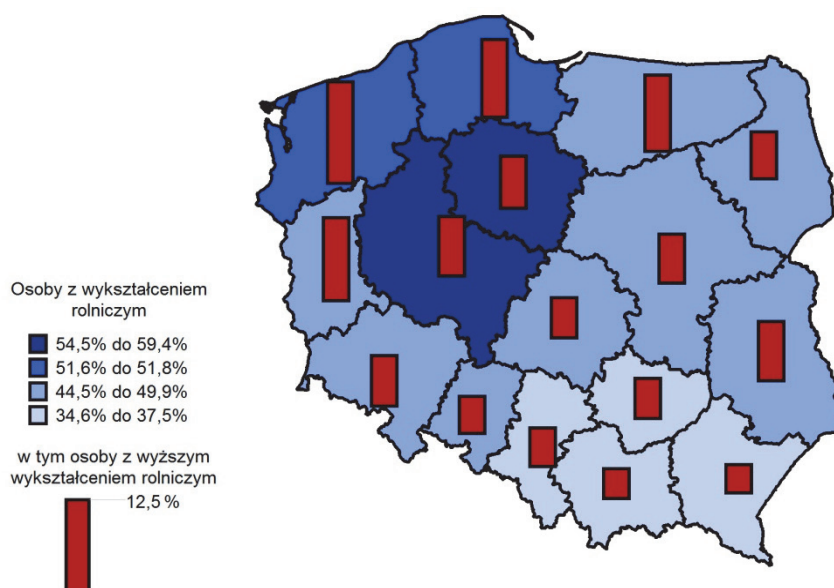 Osoby z wykształceniem
rolniczym
54,5% do 59,4%
51,6% do 51,8%
44,5% do 49,9%
34,6% do 37,5%
w tym osoby z wyższym
wykształceniem rolniczym
12,5 %